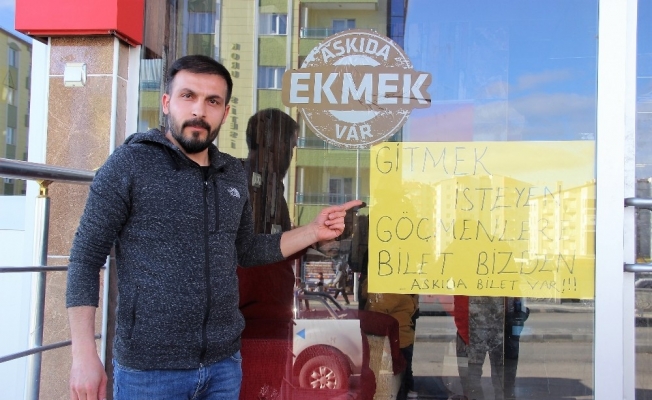 ASKIDA
EKMEK
VAR
GİTMEK
İSTEYEN
GÖÇMENLERE
BİLET BİZDEN
ASKIDA BİLET VAR!!!